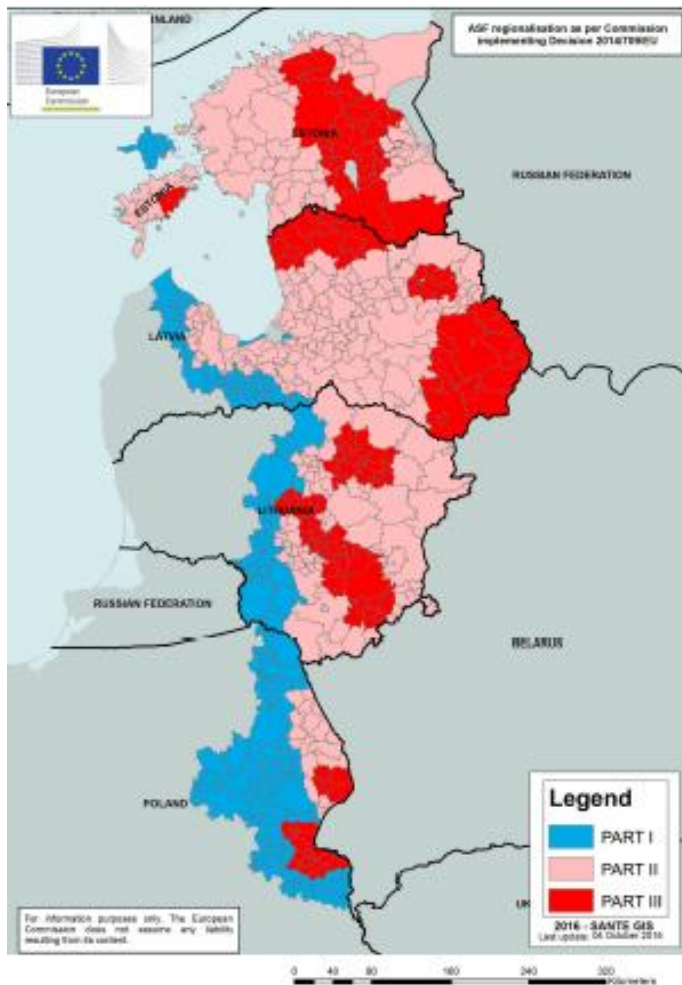 INLAND
ASF regionalisation as per Commission
implementing Decision 2014/709/EU
European
Commission
ESTONIA
RUSSIAN FEDERATION
ESTONIA
LATVIA
LITHUANIA
RUSSIAN FEDERATION
BELARUS
POLAND
Legend
PART I
PART II
PART III
UK
2016 - SANTE GIS
Last update: 04 October 2016
For information purposes only. The European
Commission does not assume any liability
resulting from its content.
0 20 40 80 160 240 320
Kilometers